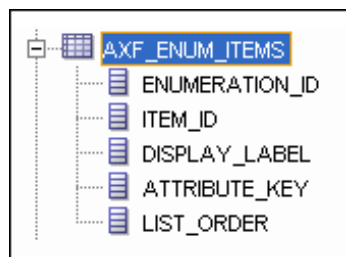 AXF_ENUM_ITEMS
ENUMERATION_ID
ITEM_ID
DISPLAY_LABEL
ATTRIBUTE_KEY
LIST_ORDER